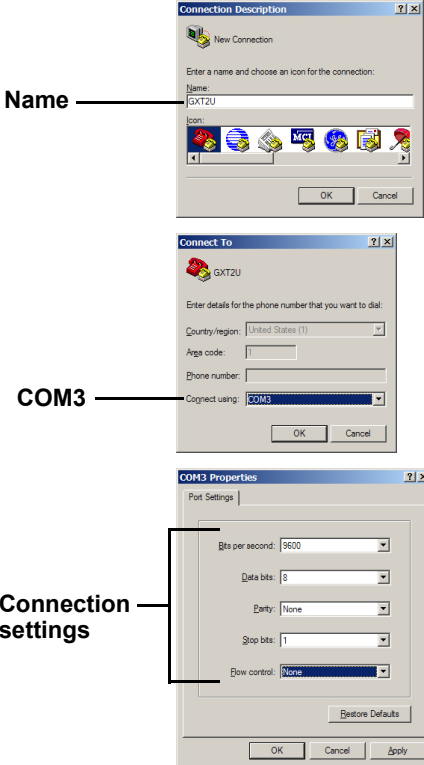 Connection Description
New Connection
Enter a name and choose an icon for the connection:
Name:
Name
GXT2U
Icon:
MCI
OK Cancel
Connect To
GXT2U
Enter details for the phone number that you want to dial:
Country/region: United States (1)
Area code: 1
Phone number:
COM3
Connect using: COM3
OK Cancel
COM3 Properties
Port Settings
Bits per second: 9600
Data bits: 8
Connection
settings
Parity: None
Stop bits: 1
Flow control: None
Restore Defaults
OK Cancel Apply